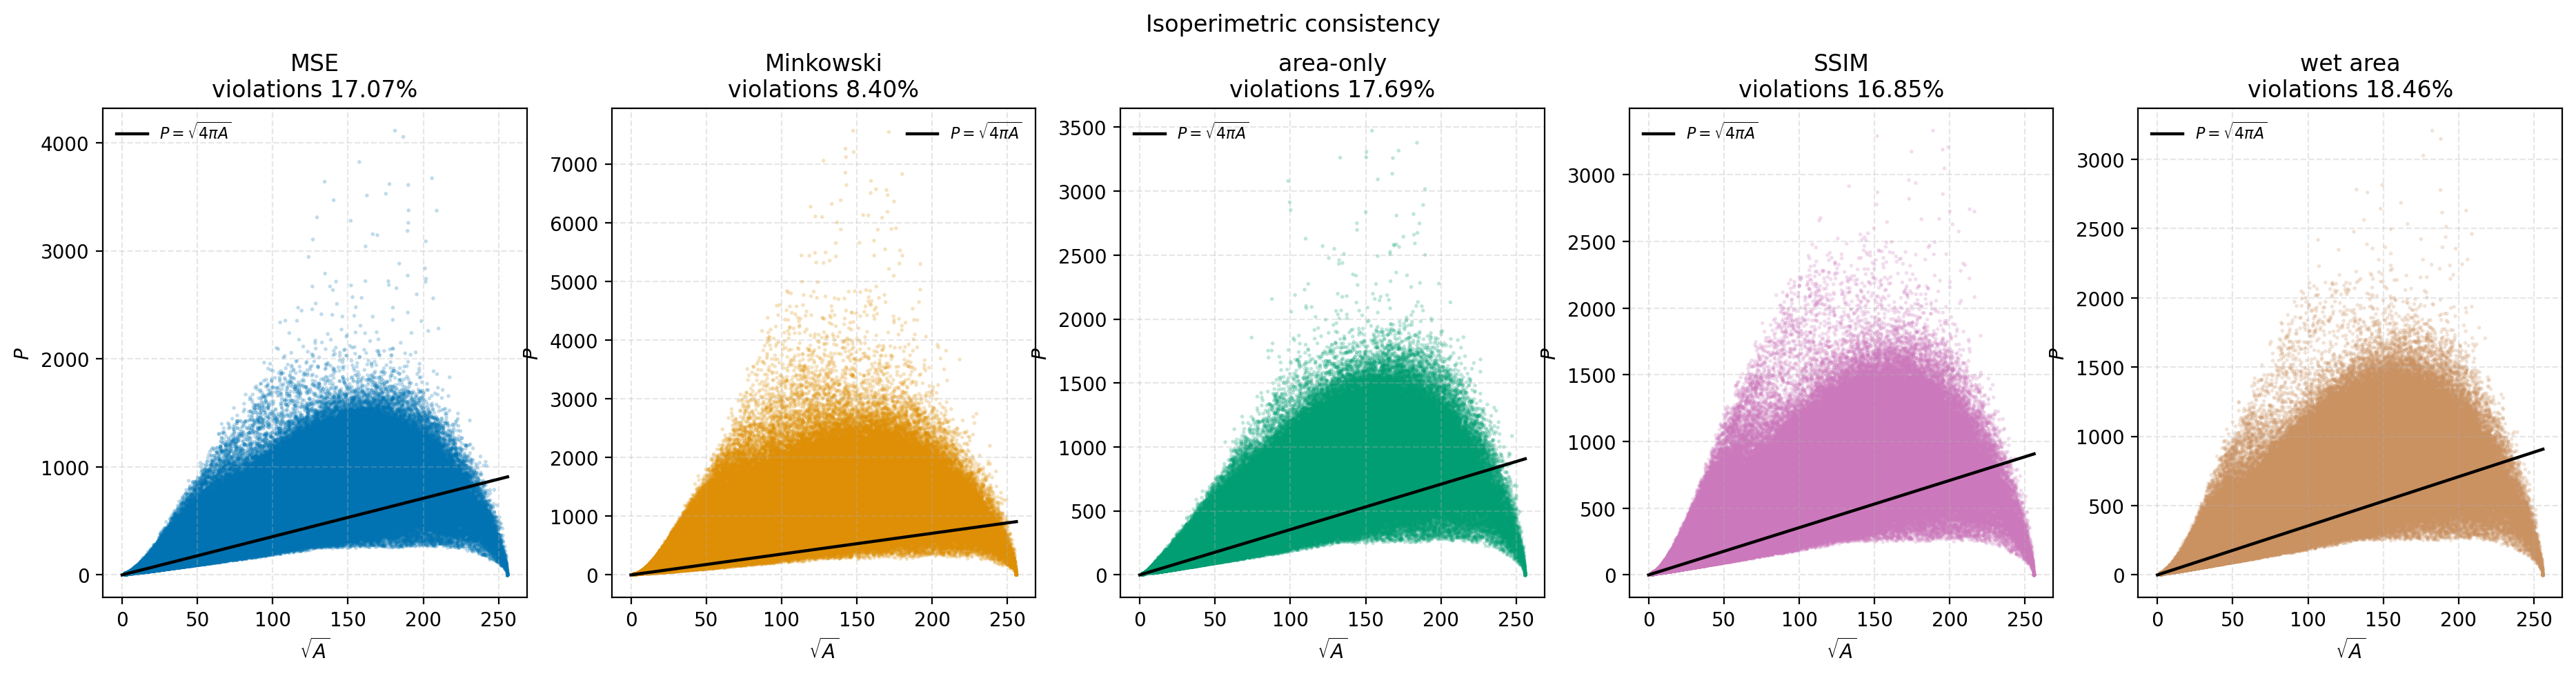 Isoperimetric consistency
MSE
violations 17.07%
P = √4πA
4000
3000
2000
1000
0
P
0 50 100 150 200 250
√A
Minkowski
violations 8.40%
P = √4πA
7000
6000
5000
4000
3000
2000
1000
0
P
0 50 100 150 200 250
√A
area-only
violations 17.69%
P = √4πA
3500
3000
2500
2000
1500
1000
500
0
P
0 50 100 150 200 250
√A
SSIM
violations 16.85%
P = √4πA
3000
2500
2000
1500
1000
500
0
P
0 50 100 150 200 250
√A
wet area
violations 18.46%
P = √4πA
3000
2500
2000
1500
1000
500
0
P
0 50 100 150 200 250
√A